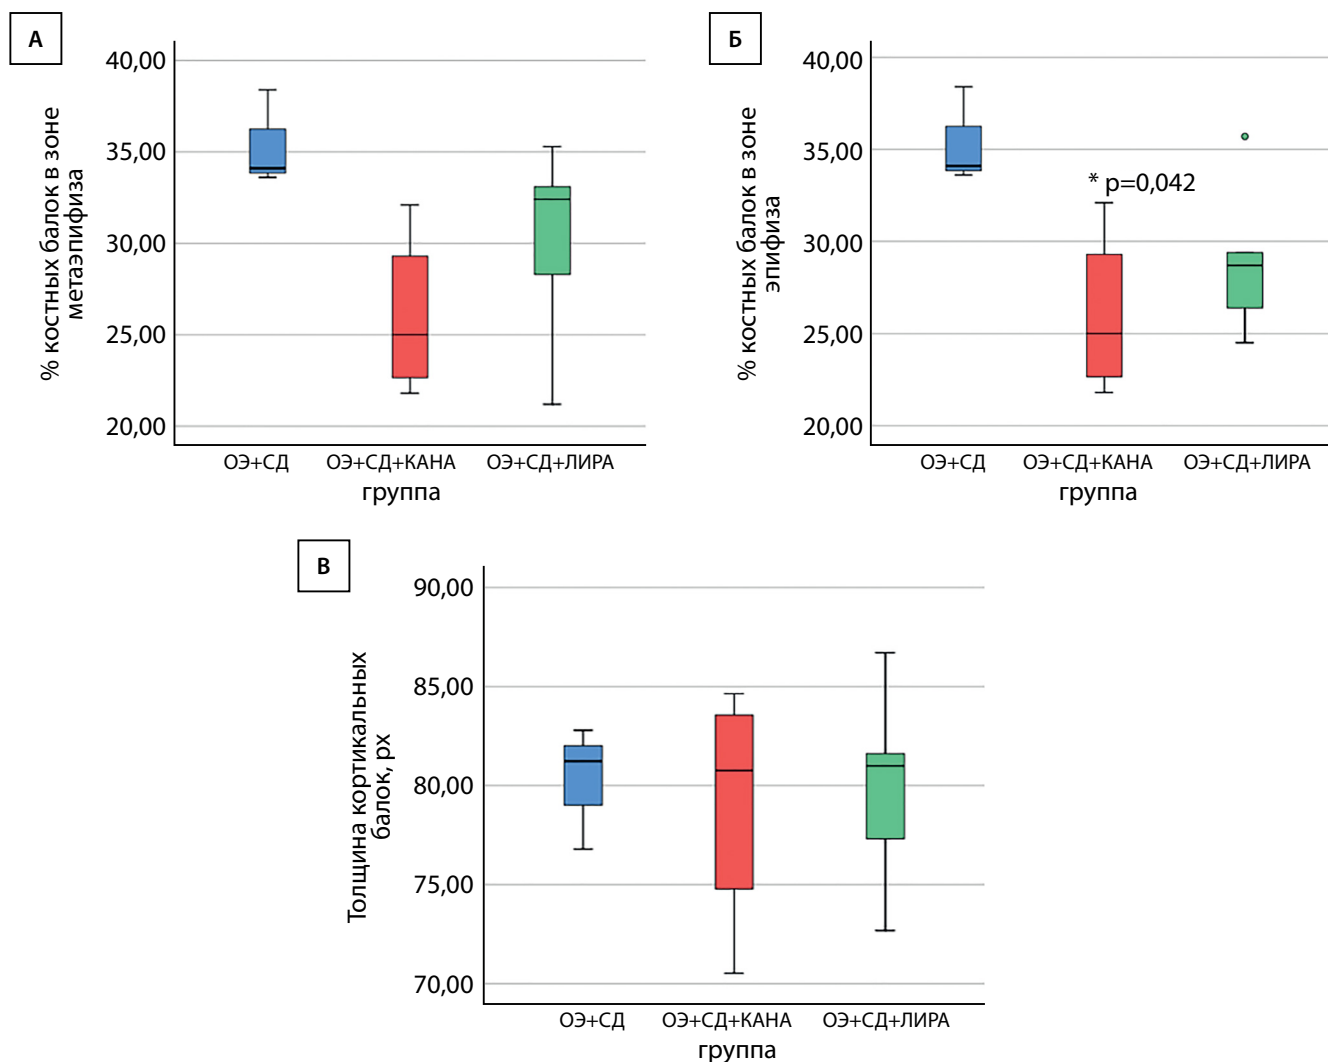 А
% костных балок в зоне
метаэпифиза
40,00
35,00
30,00
25,00
20,00
ОЭ+СД ОЭ+СД+КАНА ОЭ+СД+ЛИРА
группа
Б
% костных балок в зоне
эпифиза
40,00
35,00
30,00
25,00
20,00
* p=0,042
ОЭ+СД ОЭ+СД+КАНА ОЭ+СД+ЛИРА
группа
В
Толщина кортикальных
балок, px
90,00
85,00
80,00
75,00
70,00
ОЭ+СД ОЭ+СД+КАНА ОЭ+СД+ЛИРА
группа